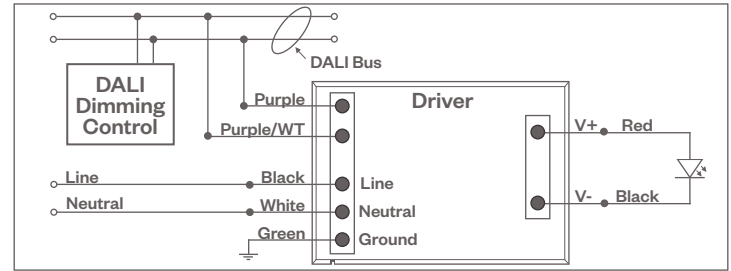 DALI Bus
DALI
Dimming
Control
Driver
Purple
Purple/WT
V+ Red
Line Black Line
V- Black
Neutral White Neutral
Green Ground